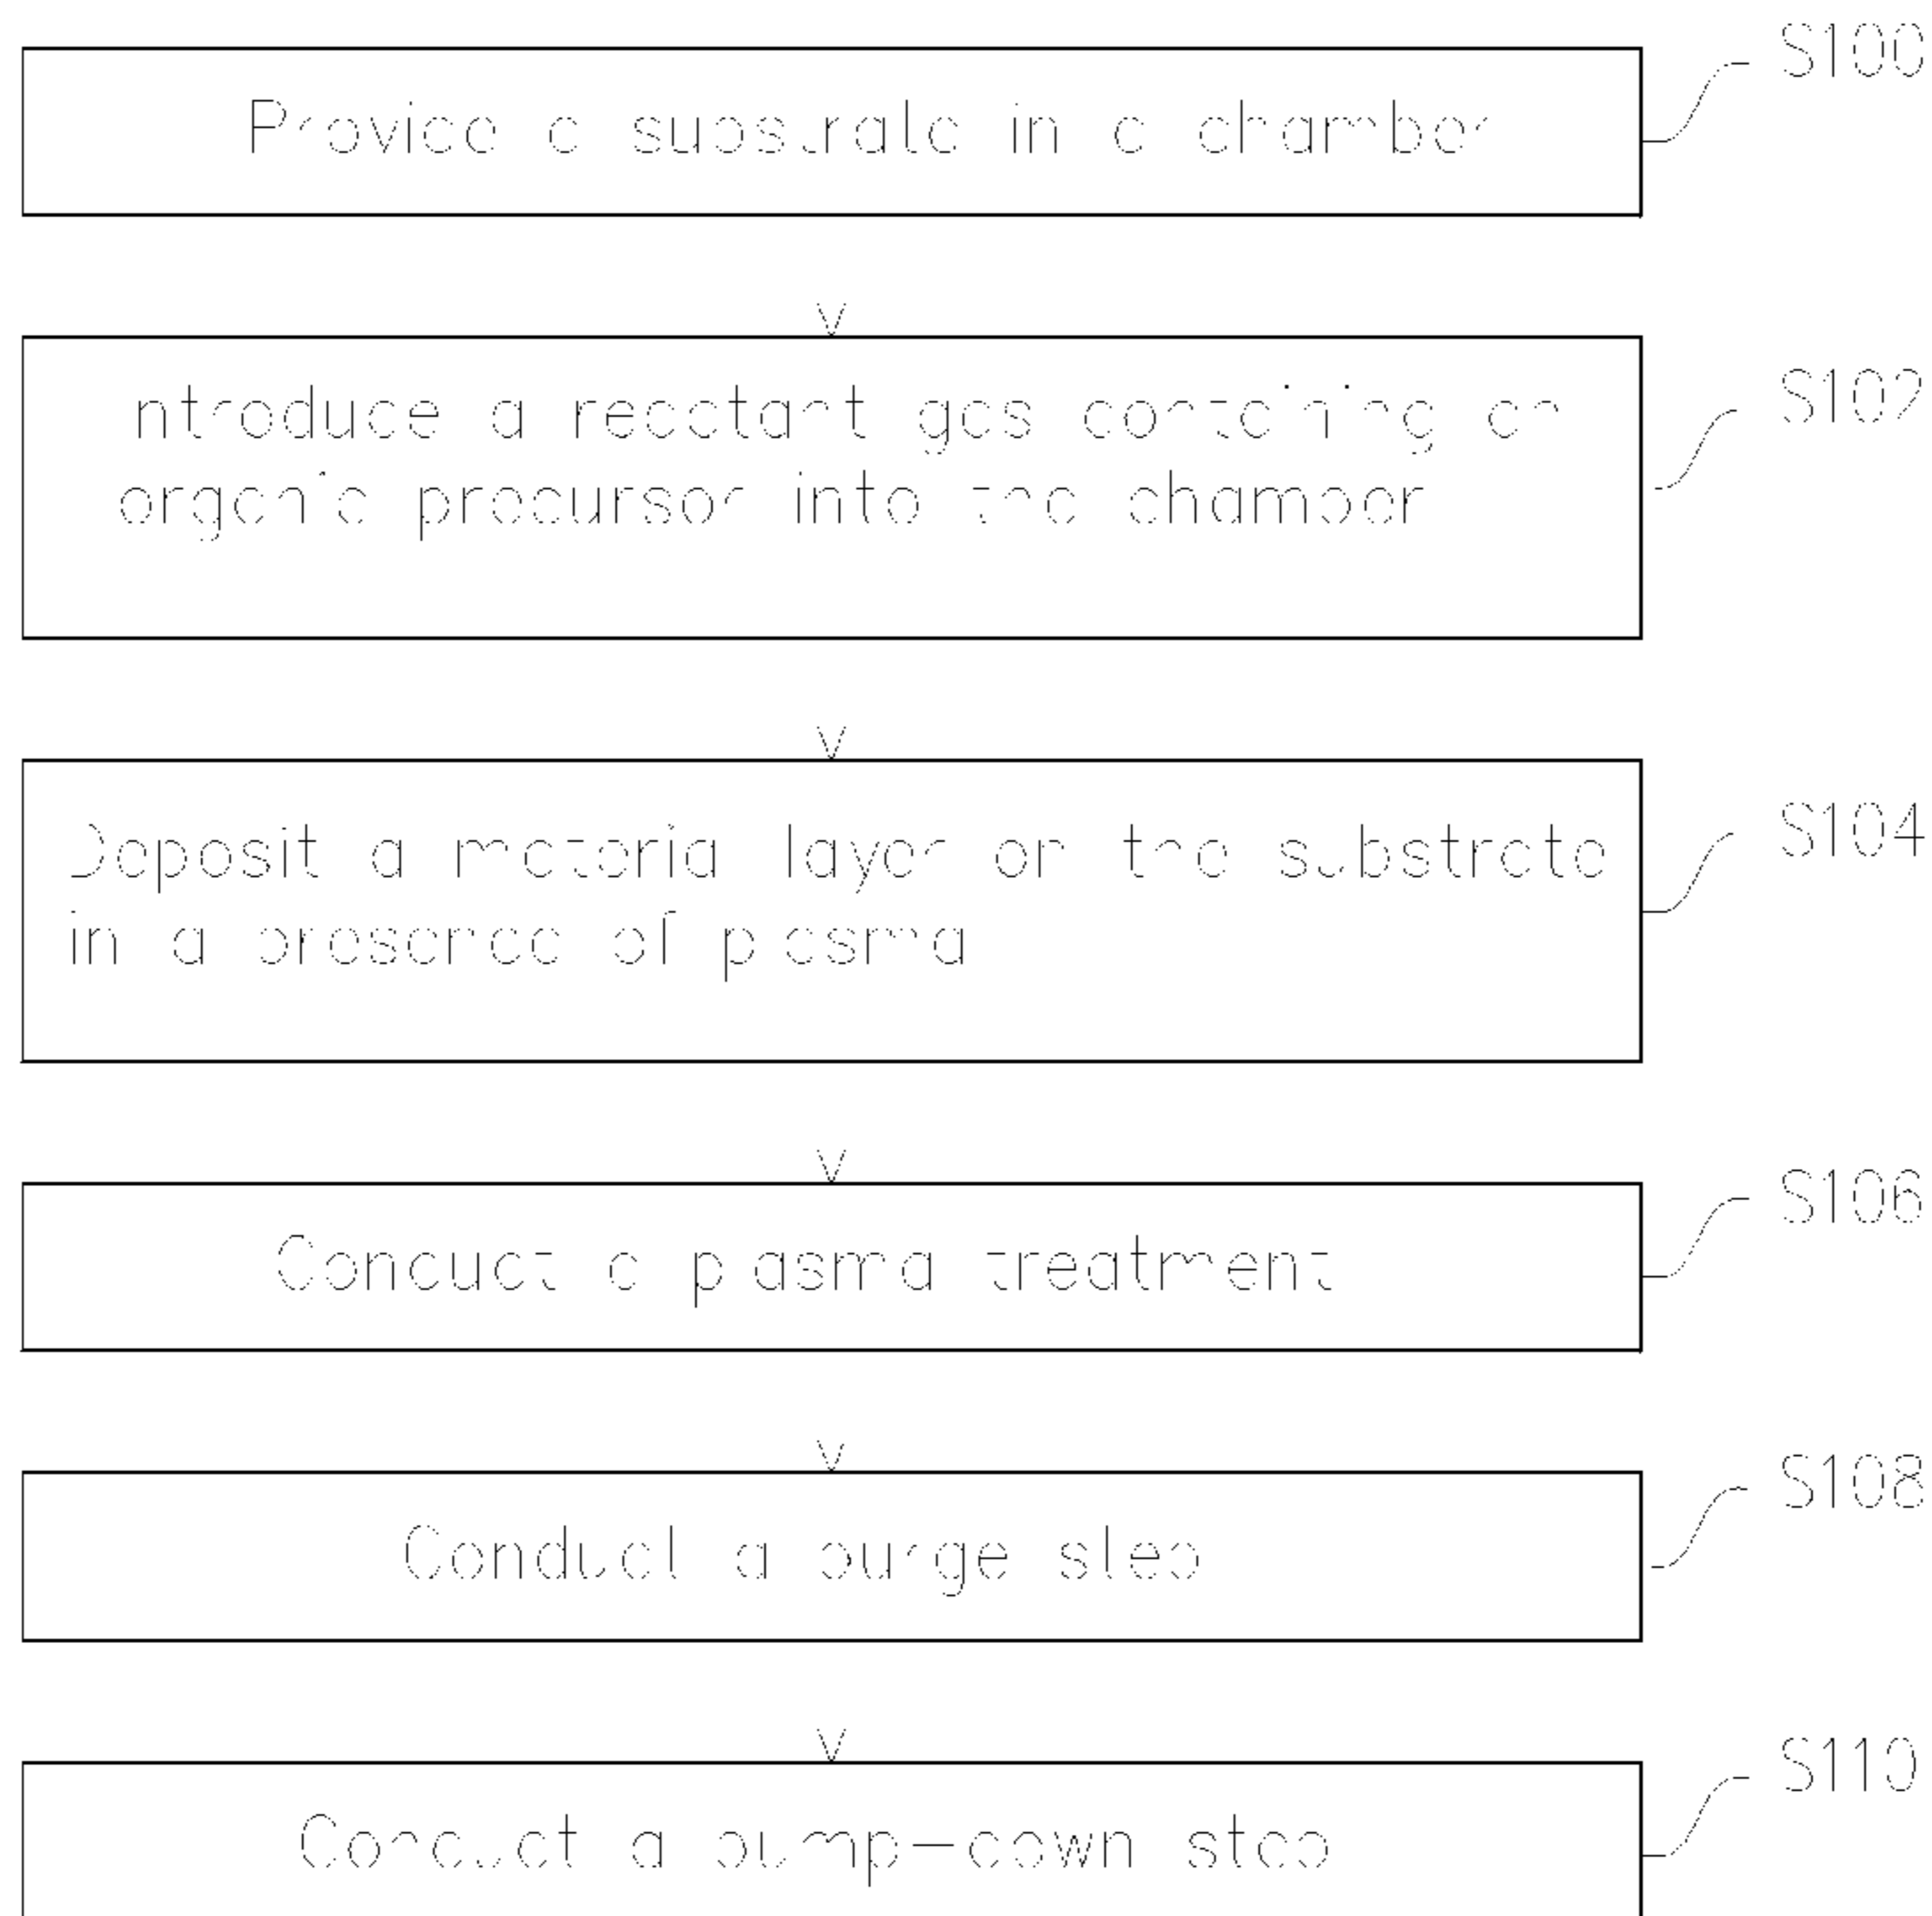 S100
Provide a substrate in a chamber
S102
Introduce a reactant gas containing an
organic precursor into the chamber
S104
Deposit a material layer on the substrate
in a presence of plasma
S106
Conduct a plasma treatment
S108
Conduct a purge step
S110
Conduct a pump-down step